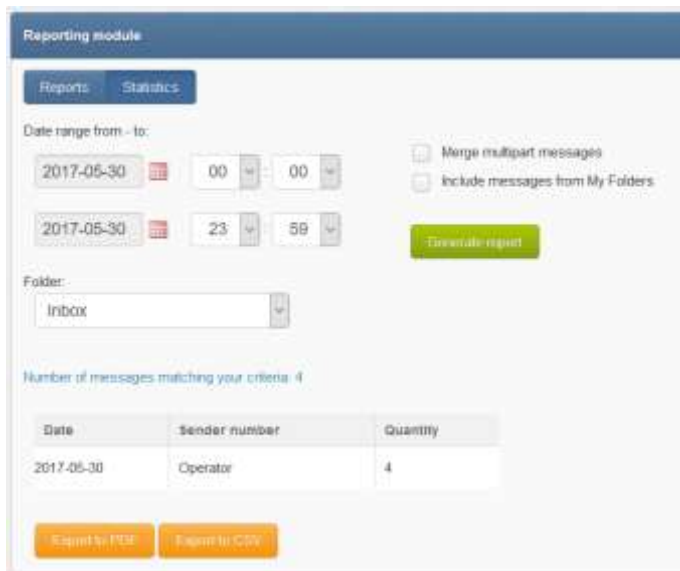 Reporting module
Reports Statistics
Date range from - to:
2017-05-30 00 : 00
Merge multipart messages
Include messages from My Folders
2017-05-30 23 : 59
Generate report
Folder:
Inbox
Number of messages matching your criteria: 4
Date Sender number Quantity
2017-05-30 Operator 4
Export to PDF Export to CSV